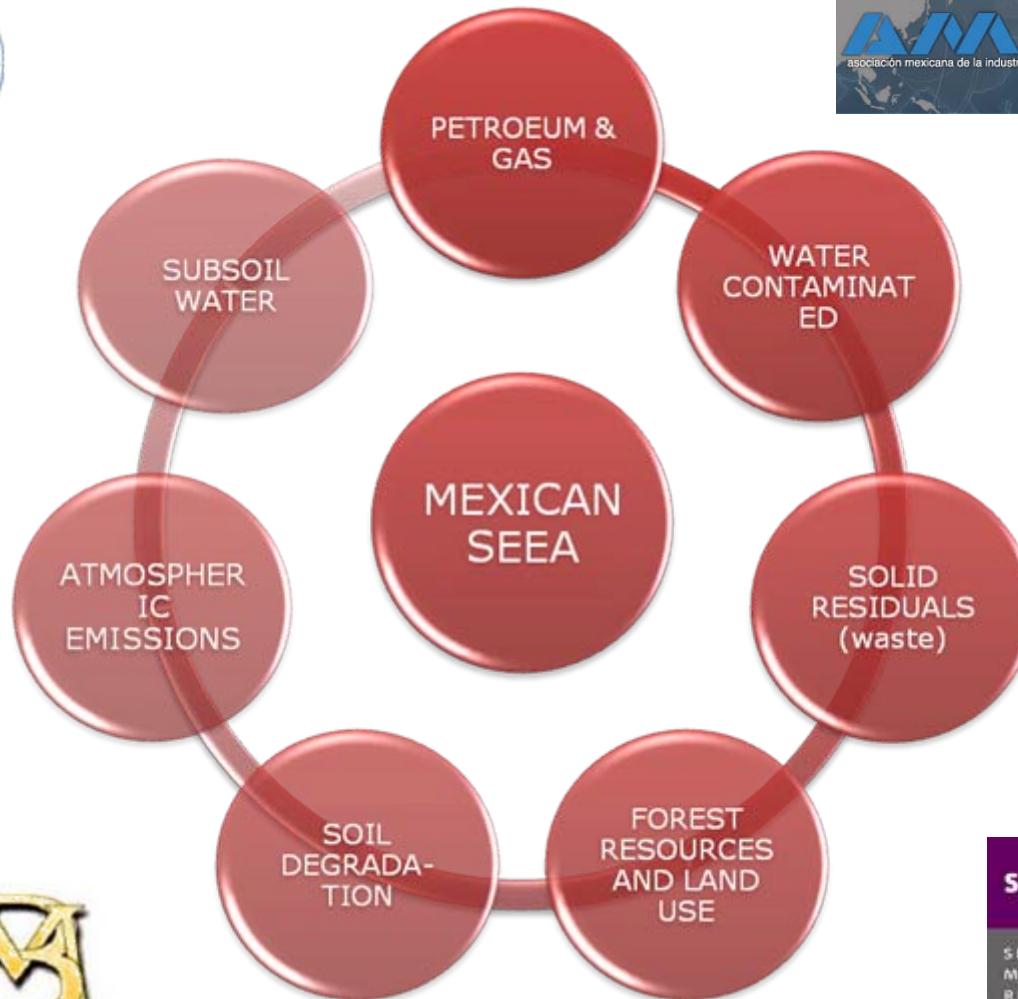 AM
asociación mexicana de la
PETROEUM &
GAS
SUBSOIL
WATER
WATER
CONTAMINAT
ED
MEXICAN
SEEA
ATMOSPHER
IC
EMISSIONS
SOLID
RESIDUALS
(waste)
SOIL
DEGRADA-
TION
FOREST
RESOURCES
AND LAND
USE